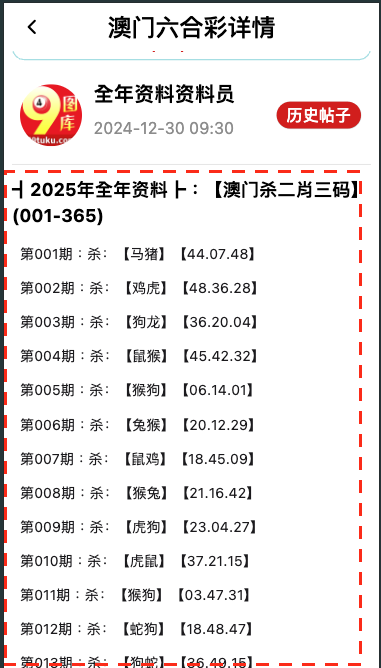 澳门六合彩详情
全年资料资料员
2024-12-30 09:30
历史帖子
9
4
图
库
9tuku.co
┫2025年全年资料┣：【澳门杀二肖三码】
(001-365)
第001期：杀：【马猪】【44.07.48】
第002期：杀：【鸡虎】【48.36.28】
第003期：杀：【狗龙】【36.20.04】
第004期：杀：【鼠猴】【45.42.32】
第005期：杀：【猴狗】【06.14.01】
第006期：杀：【兔猴】【20.12.29】
第007期：杀：【鼠鸡】【18.45.09】
第008期：杀：【猴兔】【21.16.42】
第009期：杀：【虎狗】【23.04.27】
第010期：杀：【虎鼠】【37.21.15】
第011期：杀：【猴狗】【03.47.31】
第012期：杀：【蛇狗】【18.48.47】
第013期：杀：【狗蛇】【36.49.15】